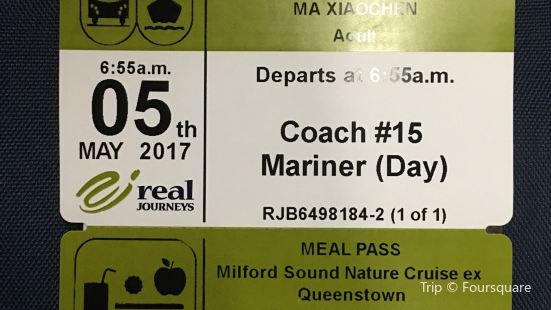 MA XIAOCHEN
Adult
6:55a.m.
05th
MAY 2017
real
JOURNEYS
Departs at 6:55a.m.
Coach #15
Mariner (Day)
RJB6498184-2 (1 of 1)
MEAL PASS
Milford Sound Nature Cruise ex
Queenstown
Trip © Foursquare